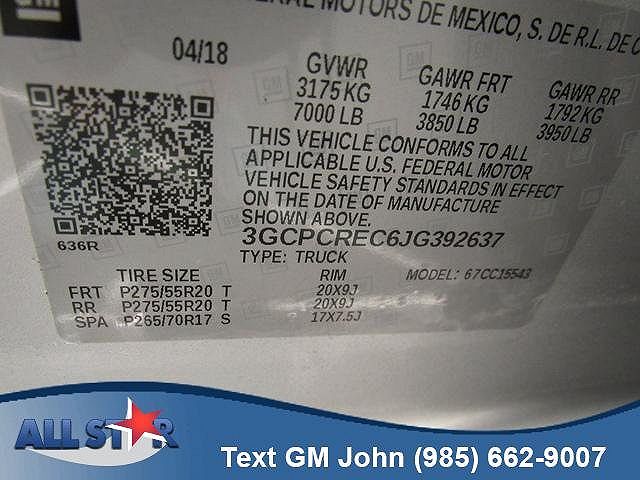 GM
MOTORS DE MEXICO, S. DE R.L. DE
04/18
GVWR
3175 KG
7000 LB
GAWR FRT
1746 KG
3850 LB
GAWR RR
1792 KG
3950 LB
THIS VEHICLE CONFORMS TO ALL
APPLICABLE U.S. FEDERAL MOTOR
VEHICLE SAFETY STANDARDS IN EFFECT
ON THE DATE OF MANUFACTURE
SHOWN ABOVE.
636R
3GCPCREC6JG392637
TYPE: TRUCK
MODEL: 67CC15543
TIRE SIZE RIM
FRT P275/55R20 T 20X9J
RR P275/55R20 T 20X9J
SPA P265/70R17 S 17X7.5J
ALL STAR
Text GM John (985) 662-9007